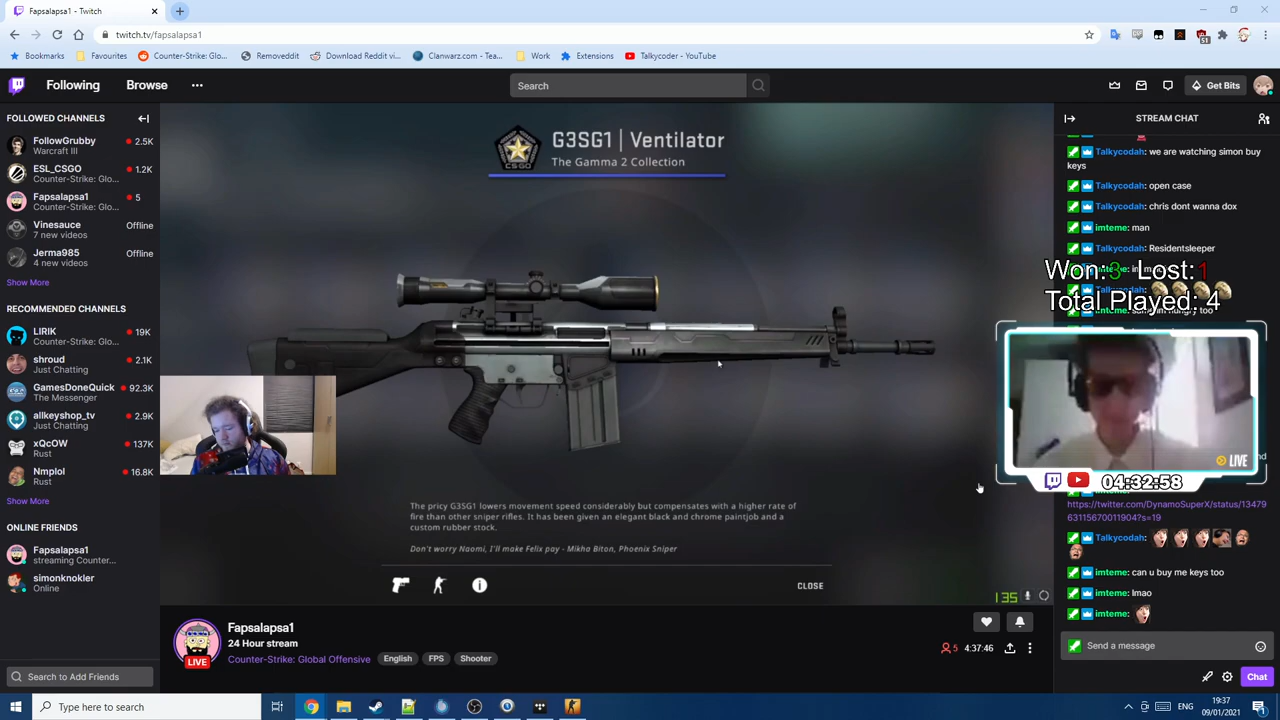 Fapsalapsa1 - Twitch
twitch.tv/fapsalapsa1
51
Bookmarks
Favourites
Counter-Strike: Glo...
Removeddit
Download Reddit vi...
Clanwarz.com - Tea...
Work
Extensions
Talkycoder - YouTube
Following
Browse
Search
Get Bits
FOLLOWED CHANNELS
FollowGrubby
2.5K
Warcraft III
ESL_CSGO
1.2K
Counter-Strike: Glo...
Fapsalapsa1
5
Counter-Strike: Glo...
Vinesauce
Offline
7 new videos
Jerma985
Offline
4 new videos
Show More
RECOMMENDED CHANNELS
LIRIK
19K
Just Chatting
shroud
2.1K
Just Chatting
GamesDoneQuick
92.3K
The Messenger
allkeyshop_tv
2.9K
Just Chatting
xQcOW
137K
Rust
Nmplol
16.8K
Rust
Show More
ONLINE FRIENDS
Fapsalapsa1
streaming Counter...
simonknokler
Online
Search to Add Friends
CSGO
G3SG1 | Ventilator
The Gamma 2 Collection
The pricy G3SG1 lowers movement speed considerably but compensates with a higher rate of
fire than other sniper rifles. It has been given an elegant black and chrome paintjob and a
custom rubber stock.
Don't worry Naomi, I'll make Felix pay - Mikha Biton, Phoenix Sniper
CLOSE
135
LIVE
Fapsalapsa1
24 Hour stream
Counter-Strike: Global Offensive
English
FPS
Shooter
5
4:37:46
STREAM CHAT
Talkycodah: we are watching simon buy
keys
Talkycodah: open case
Talkycodah: chris dont wanna dox
imteme: man
Talkycodah: Residentsleeper
Won:3 Lost:1
Total Played: 4
LIVE
04:32:58
https://twitter.com/DynamoSuperX/status/13479
63115670011904?s=19
Talkycodah:
imteme: can u buy me keys too
imteme: lmao
imteme:
Send a message
Chat
Type here to search
ENG
19:37
09/01/2021
1